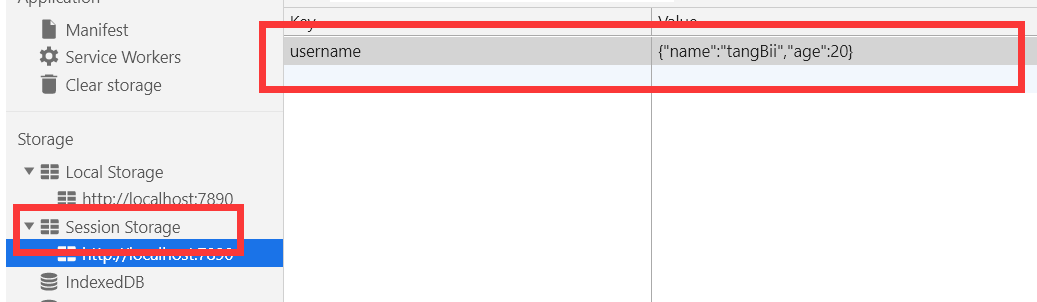 Application
Manifest
Service Workers
Clear storage
Storage
Local Storage
http://localhost:7890
Session Storage
http://localhost:7890
IndexedDB
Key Value
username {"name":"tangBii","age":20}